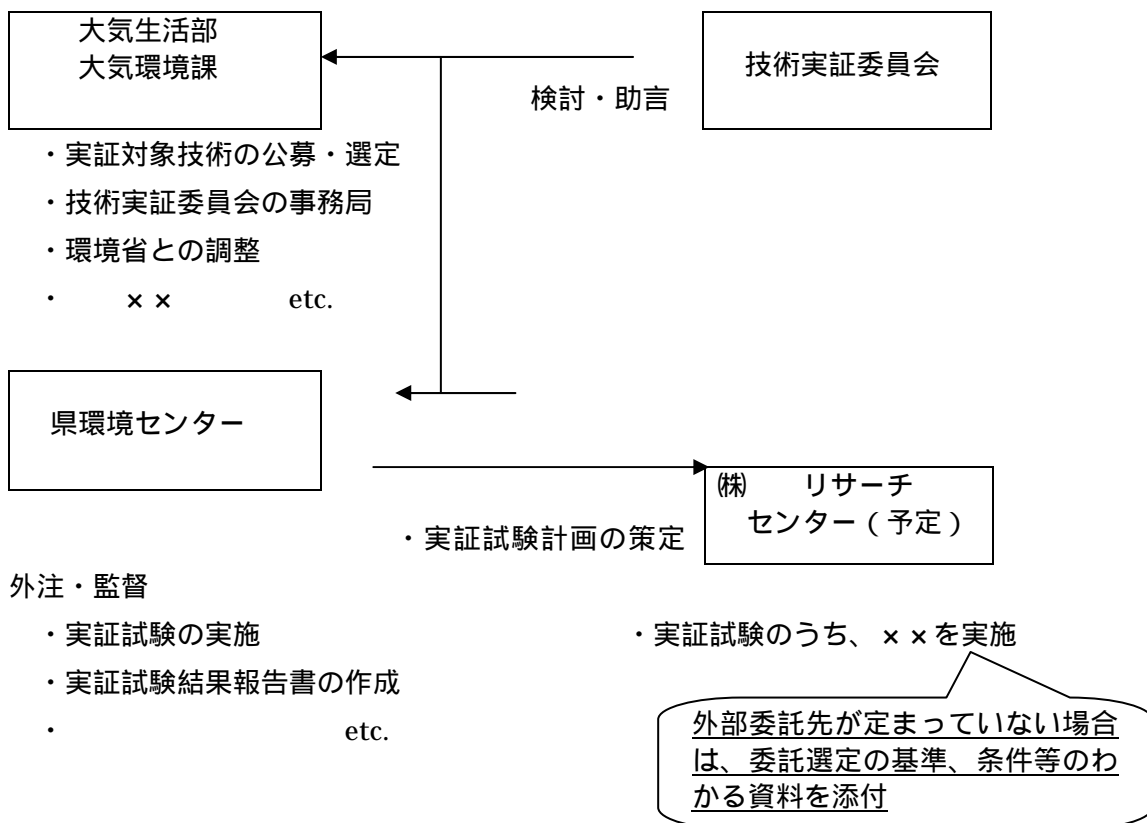 大気生活部
大気環境課
技術実証委員会
検討・助言
・実証対象技術の公募・選定
・技術実証委員会の事務局
・環境省との調整
・　　××　　　　etc.
県環境センター
㈱　　リサーチ
センター（予定）
・実証試験計画の策定
外注・監督
・実証試験の実施
・実証試験のうち、××を実施
・実証試験結果報告書の作成
・　　　　　　　　etc.
外部委託先が定まっていない場合
は、委託選定の基準、条件等のわ
かる資料を添付